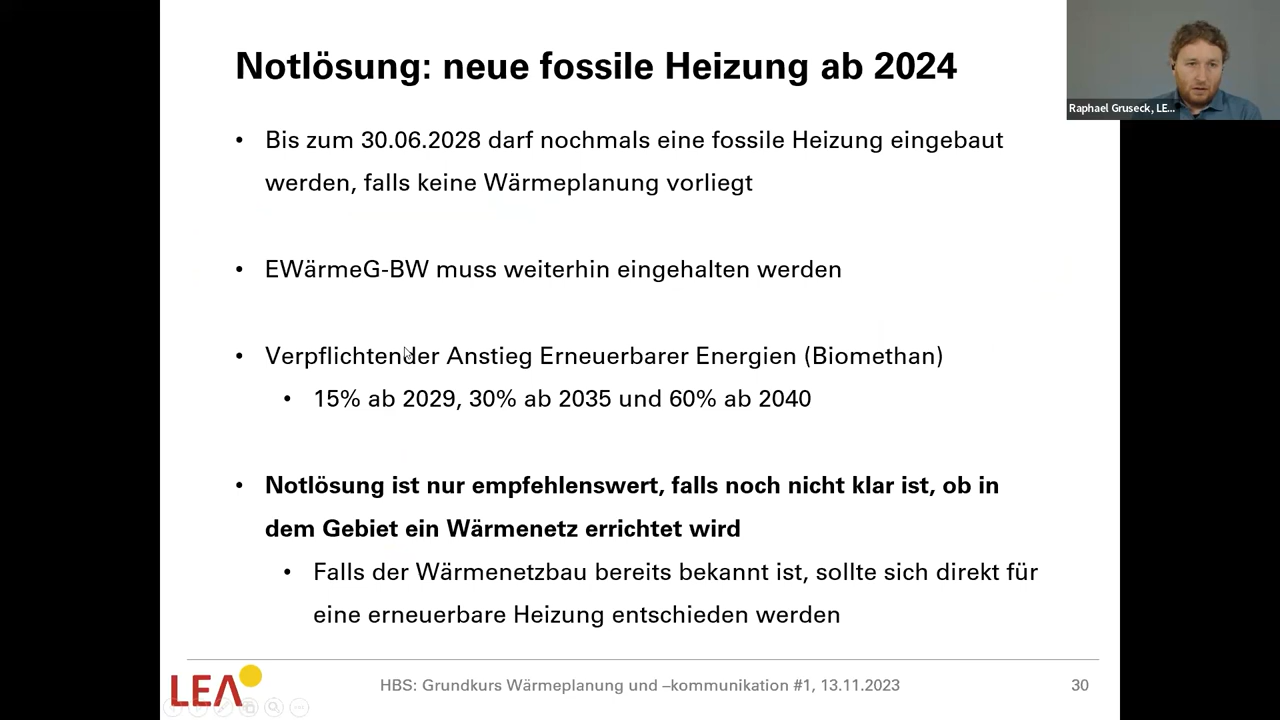 Notlösung: neue fossile Heizung ab 2024
Raphael Gruseck, LE...
• Bis zum 30.06.2028 darf nochmals eine fossile Heizung eingebaut
werden, falls keine Wärmeplanung vorliegt
• EWärmeG-BW muss weiterhin eingehalten werden
• Verpflichtender Anstieg Erneuerbarer Energien (Biomethan)
• 15% ab 2029, 30% ab 2035 und 60% ab 2040
• Notlösung ist nur empfehlenswert, falls noch nicht klar ist, ob in
dem Gebiet ein Wärmenetz errichtet wird
• Falls der Wärmenetzbau bereits bekannt ist, sollte sich direkt für
eine erneuerbare Heizung entschieden werden
LEA
HBS: Grundkurs Wärmeplanung und –kommunikation #1, 13.11.2023
30